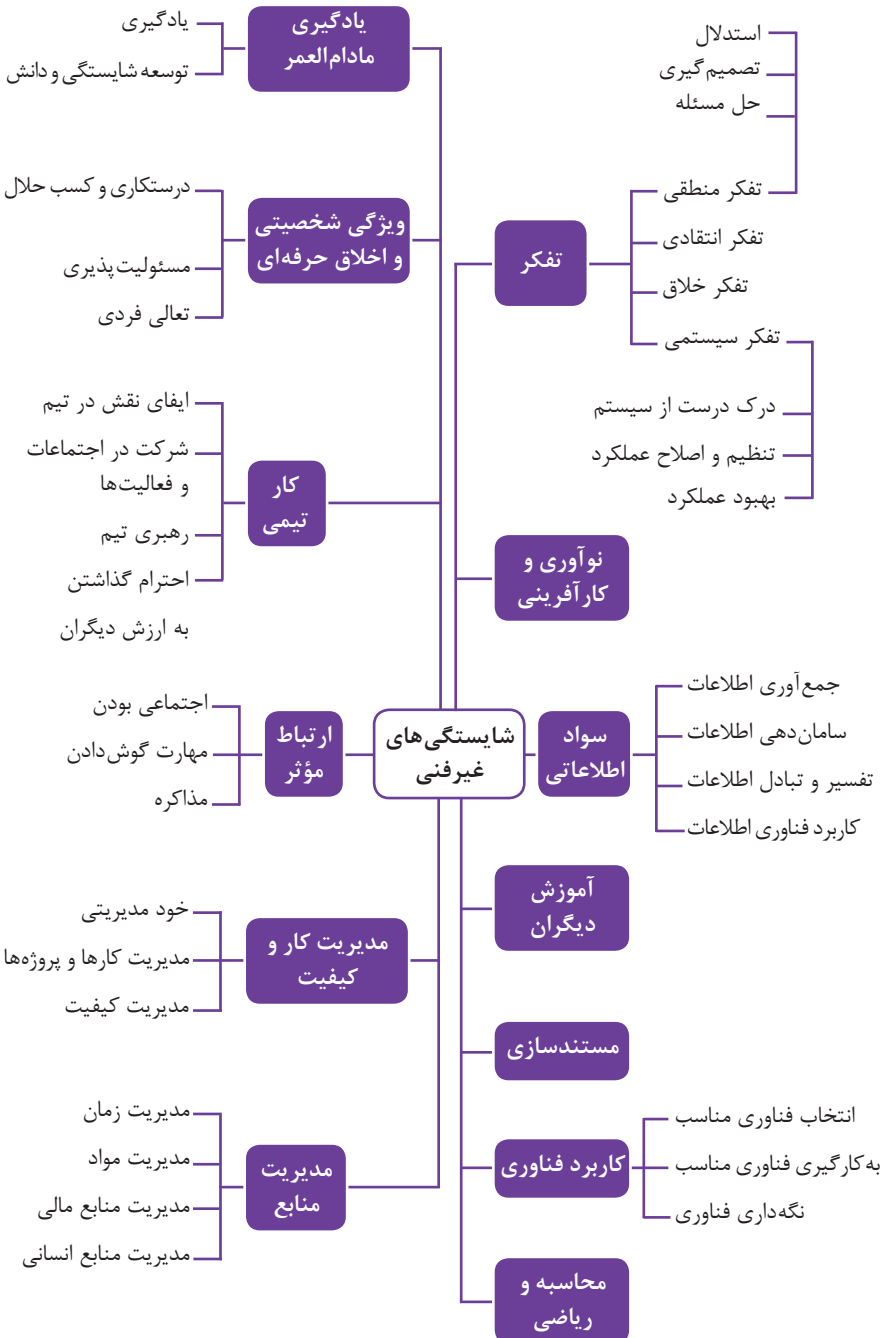 استدلال
تصمیم‌گیری
حل مسئله
تفکر منطقی
تفکر انتقادی
تفکر خلاق
تفکر سیستمی
درک درست از سیستم
تنظیم و اصلاح عملکرد
بهبود عملکرد
تفکر
نوآوری و
کارآفرینی
جمع‌آوری اطلاعات
سامان‌دهی اطلاعات
تفسیر و تبادل اطلاعات
کاربرد فناوری اطلاعات
سواد
اطلاعاتی
آموزش
دیگران
مستندسازی
انتخاب فناوری مناسب
به‌کارگیری فناوری مناسب
نگه‌داری فناوری
کاربرد فناوری
محاسبه و
ریاضی
شایستگی‌های
غیرفنی
یادگیری
مادام‌العمر
یادگیری
توسعه شایستگی و دانش
ویژگی شخصیتی
و اخلاق حرفه‌ای
درستکاری و کسب حلال
مسئولیت‌پذیری
تعالی فردی
کار
تیمی
ایفای نقش در تیم
شرکت در اجتماعات
و فعالیت‌ها
رهبری تیم
احترام گذاشتن
به ارزش دیگران
ارتباط
مؤثر
اجتماعی بودن
مهارت گوش‌دادن
مذاکره
مدیریت کار و
کیفیت
خود مدیریتی
مدیریت کارها و پروژه‌ها
مدیریت کیفیت
مدیریت
منابع
مدیریت زمان
مدیریت مواد
مدیریت منابع مالی
مدیریت منابع انسانی